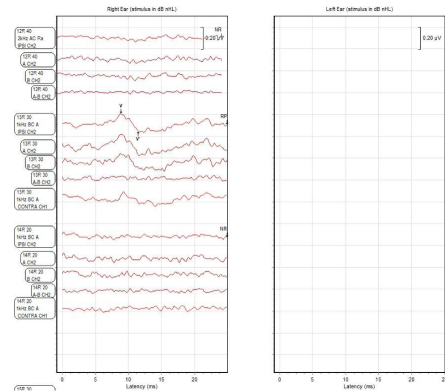 Right Ear (stimulus in dB nHL)
Left Ear (stimulus in dB nHL)
12R 40
2kHz AC Ra
IPSI CH2
NR
0.20 µV
0.20 µV
12R 40
A CH2
12R 40
B CH2
12R 40
A-B CH2
13R 30
1kHz BC A
IPSI CH2
V
V'
RP
13R 30
A CH2
13R 30
B CH2
13R 30
A-B CH2
13R 30
1kHz BC A
CONTRA CH1
14R 20
1kHz BC A
IPSI CH2
NR
14R 20
A CH2
14R 20
B CH2
14R 20
A-B CH2
14R 20
1kHz BC A
CONTRA CH1
0 5 10 15 20
0 5 10 15 20
Latency (ms)
Latency (ms)